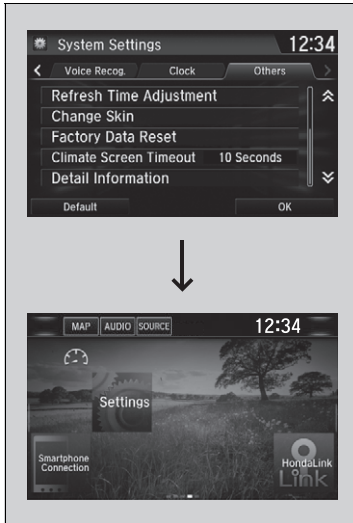 System Settings 12:34
Voice Recog. Clock Others
Refresh Time Adjustment
Change Skin
Factory Data Reset
Climate Screen Timeout 10 Seconds
Detail Information
Default OK
MAP AUDIO SOURCE 12:34
Settings
Smartphone
Connection
HondaLink
Link